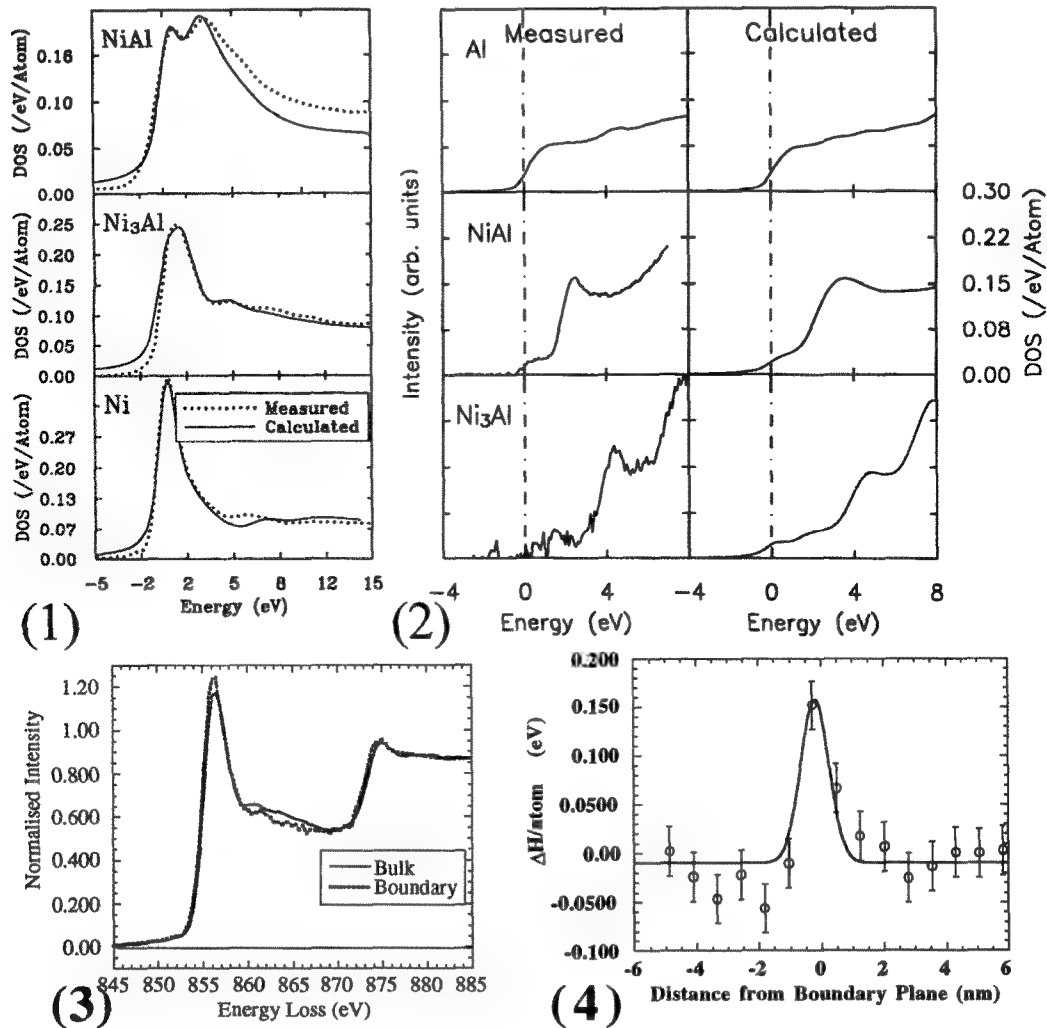 NiAl
DOS (/eV/Atom)
0.16
0.10
0.05
0.00
Ni₃Al
DOS (/eV/Atom)
0.25
0.20
0.15
0.10
0.05
0.00
Ni
Measured
Calculated
DOS (/eV/Atom)
0.27
0.20
0.13
0.07
0.00
-5 -2 2 5 8 12 15
Energy (eV)
(1)
Measured Calculated
Al
NiAl
Ni₃Al
Intensity (arb. units)
0.30
0.22
0.15
0.08
0.00
DOS (/eV/Atom)
-4 0 4 -4 0 4 8
Energy (eV) Energy (eV)
(2)
Normalised Intensity
1.20
1.00
0.800
0.600
0.400
0.200
0.00
Bulk
Boundary
845 850 855 860 865 870 875 880 885
Energy Loss (eV)
(3)
ΔH/atom (eV)
0.200
0.150
0.100
0.0500
0.00
-0.0500
-0.100
-6 -4 -2 0 2 4 6
Distance from Boundary Plane (nm)
(4)